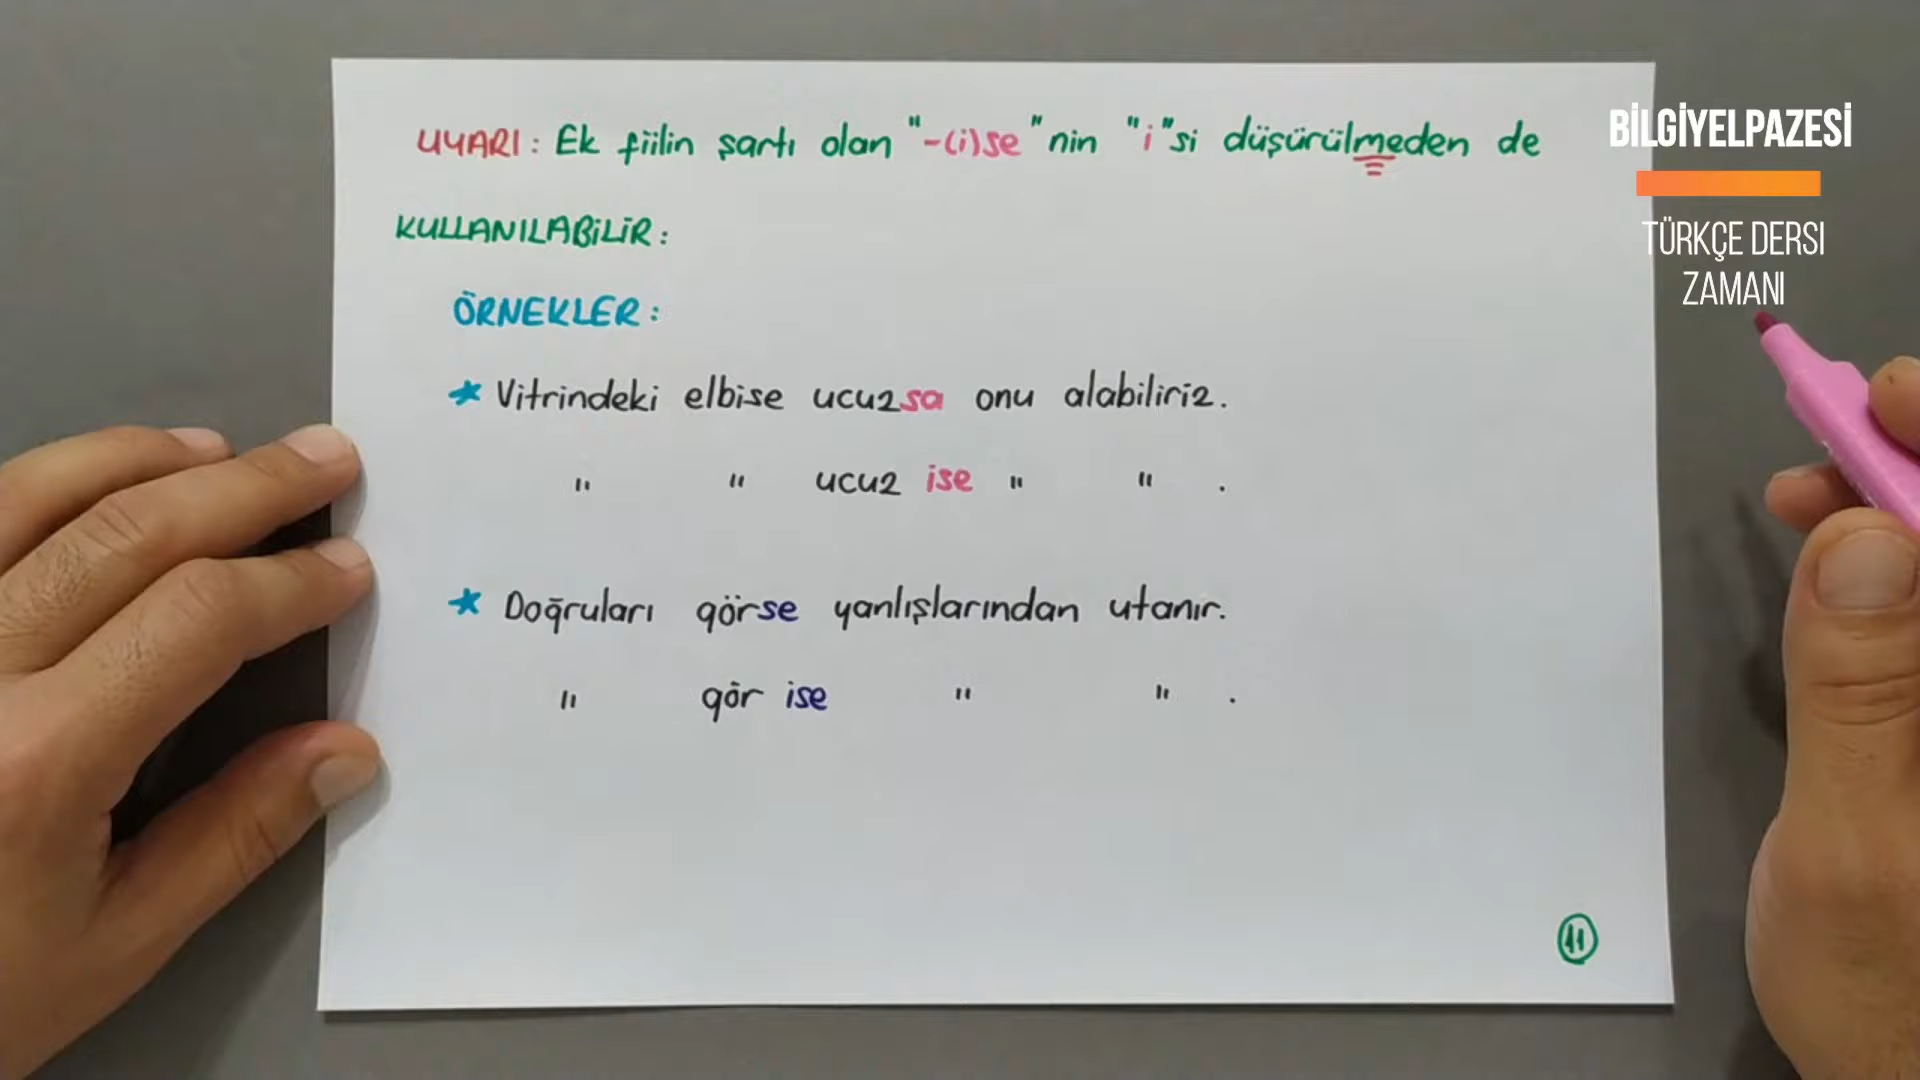 UYARI: Ek fiilin şartı olan "-(i)se"nin "i"si düşürülmeden de
KULLANILABİLİR:
ÖRNEKLER:
* Vitrindeki elbise ucuzsa onu alabiliriz.
" " ucuz ise " " .
* Doğruları görse yanlışlarından utanır.
" gör ise " " .
11
BİLGİYELPAZESİ
TÜRKÇE DERSI
ZAMANI